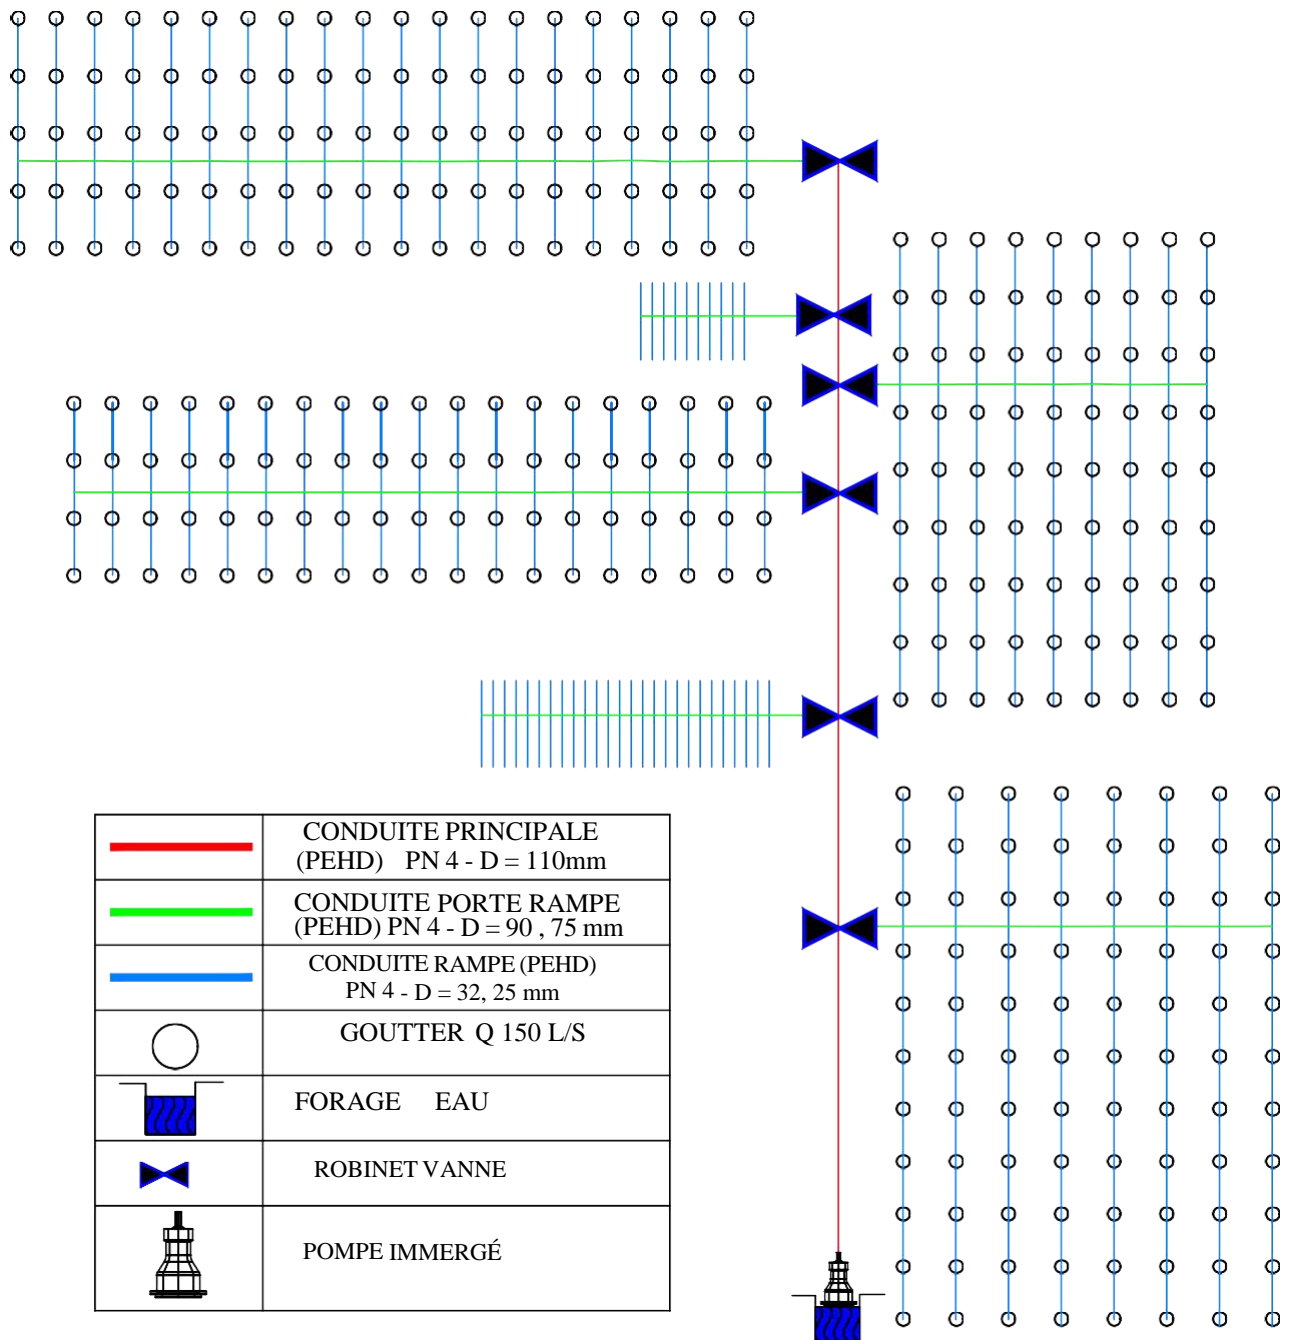 CONDUITE PRINCIPALE
(PEHD) PN 4 - D = 110mm
CONDUITE PORTE RAMPE
(PEHD) PN 4 - D = 90 , 75 mm
CONDUITE RAMPE (PEHD)
PN 4 - D = 32, 25 mm
GOUTTER Q 150 L/S
FORAGE EAU
ROBINET VANNE
POMPE IMMERGÉ